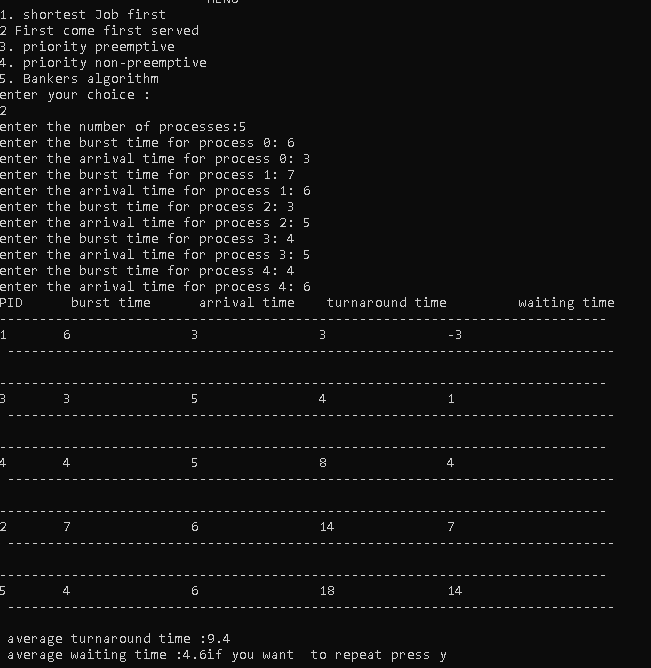 MENU
1. shortest Job first
2 First come first served
3. priority preemptive
4. priority non-preemptive
5. Bankers algorithm
enter your choice :
2
enter the number of processes:5
enter the burst time for process 0: 6
enter the arrival time for process 0: 3
enter the burst time for process 1: 7
enter the arrival time for process 1: 6
enter the burst time for process 2: 3
enter the arrival time for process 2: 5
enter the burst time for process 3: 4
enter the arrival time for process 3: 5
enter the burst time for process 4: 4
enter the arrival time for process 4: 6
PID burst time arrival time turnaround time waiting time
----------------------------------------------------------------------------
1 6 3 3 -3
----------------------------------------------------------------------------
----------------------------------------------------------------------------
3 3 5 4 1
----------------------------------------------------------------------------
----------------------------------------------------------------------------
4 4 5 8 4
----------------------------------------------------------------------------
----------------------------------------------------------------------------
2 7 6 14 7
----------------------------------------------------------------------------
----------------------------------------------------------------------------
5 4 6 18 14
----------------------------------------------------------------------------
average turnaround time :9.4
average waiting time :4.6if you want  to repeat press y